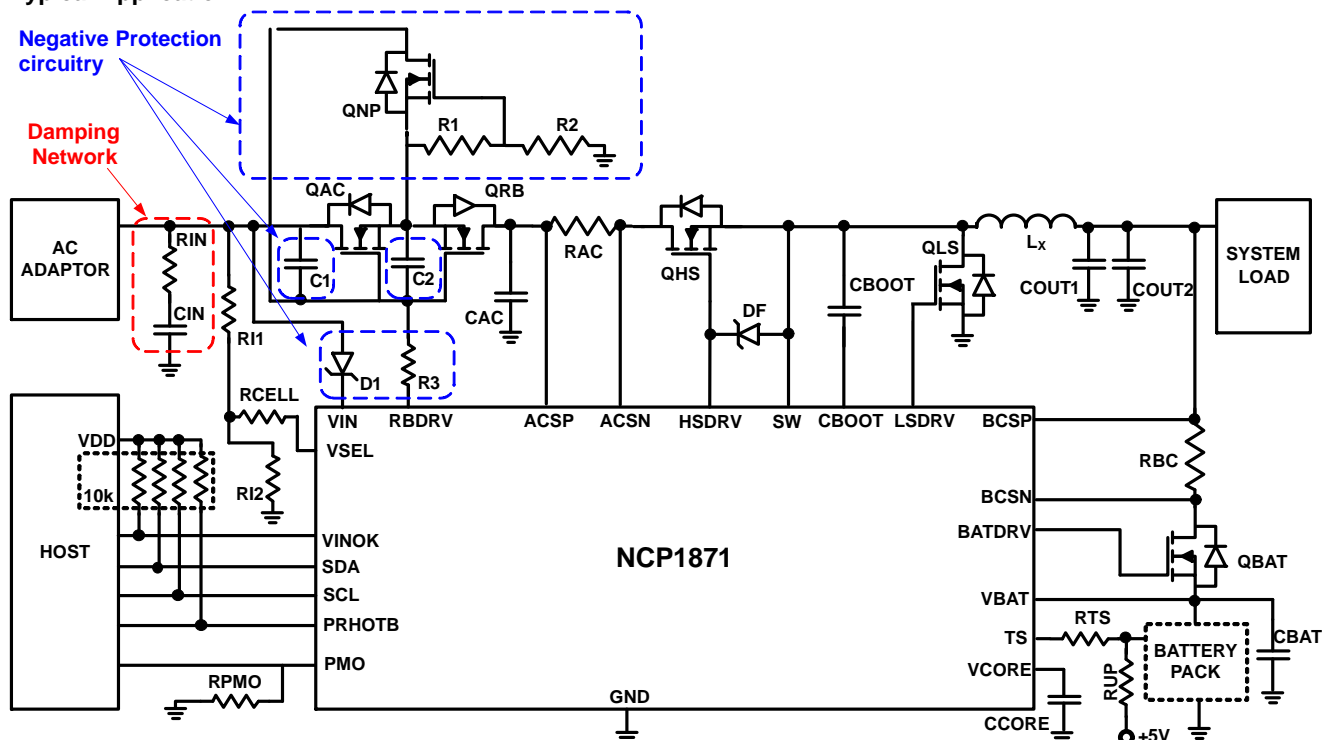 Typical Application
Negative Protection
circuitry
QNP
R1
R2
Damping
Network
QAC
QRB
AC
ADAPTOR
RIN
CIN
RI1
C1
C2
CAC
RAC
QHS
DF
CBOOT
QLS
LX
COUT1
COUT2
SYSTEM
LOAD
D1
R3
RCELL
RI2
VIN
RBDRV
ACSP
ACSN
HSDRV
SW
CBOOT
LSDRV
BCSP
VSEL
RBC
VDD
10k
HOST
BCSN
BATDRV
VINOK
SDA
SCL
PRHOTB
PMO
RPMO
NCP1871
QBAT
VBAT
TS
RTS
VCORE
CCORE
RUP
+5V
BATTERY
PACK
CBAT
GND